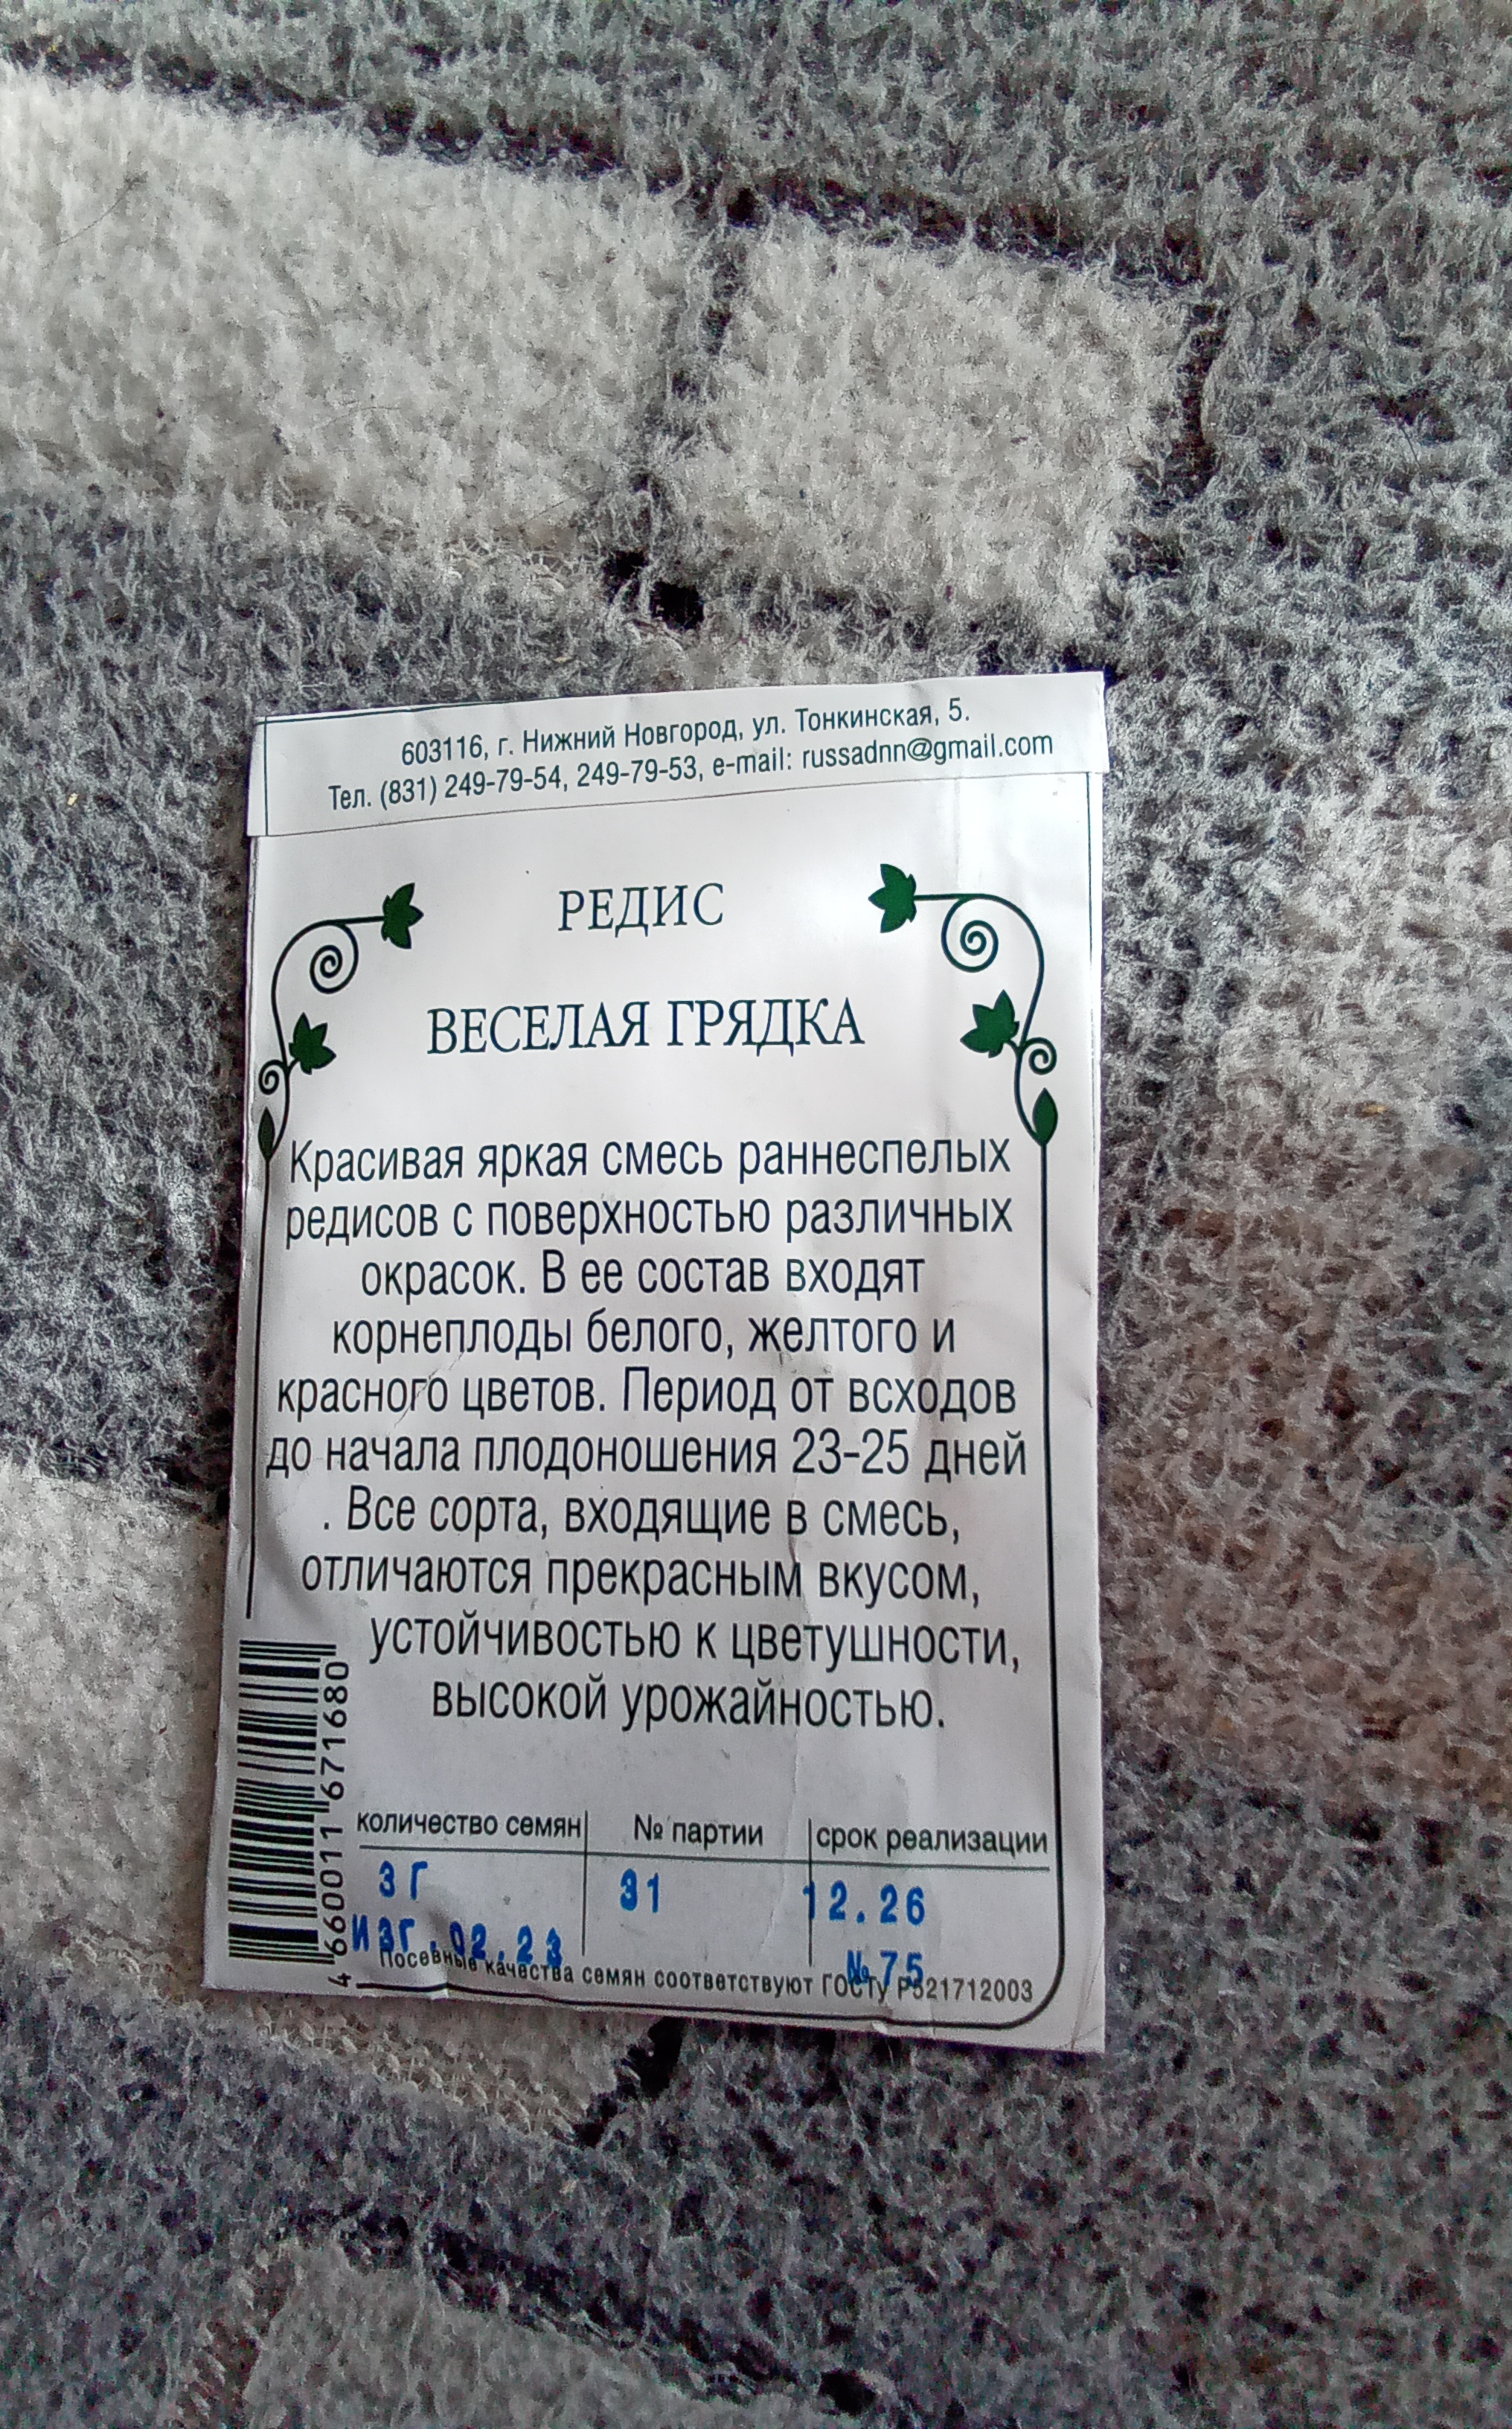 603116, г. Нижний Новгород, ул. Тонкинская, 5.
Тел. (831) 249-79-54, 249-79-53, e-mail: russadnn@gmail.com
РЕДИС
ВЕСЕЛАЯ ГРЯДКА
Красивая яркая смесь раннеспелых
редисов с поверхностью различных
окрасок. В ее состав входят
корнеплоды белого, желтого и
красного цветов. Период от всходов
до начала плодоношения 23-25 дней
. Все сорта, входящие в смесь,
отличаются прекрасным вкусом,
устойчивостью к цветушности,
высокой урожайностью.
4 660011 671680
количество семян № партии срок реализации
3 Г 31 12.26
ИЗГ.02.23 №75
Посевные качества семян соответствуют ГОСТу Р521712003